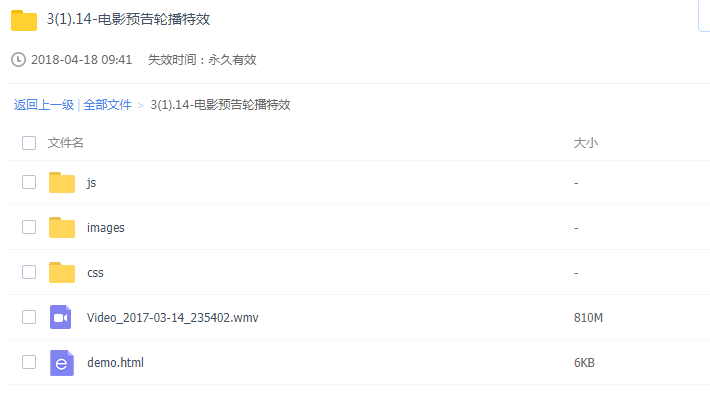 3(1).14-电影预告轮播特效
2018-04-18 09:41 失效时间：永久有效
返回上一级 | 全部文件 > 3(1).14-电影预告轮播特效
文件名 大小
js -
images -
css -
Video_2017-03-14_235402.wmv 810M
demo.html 6KB